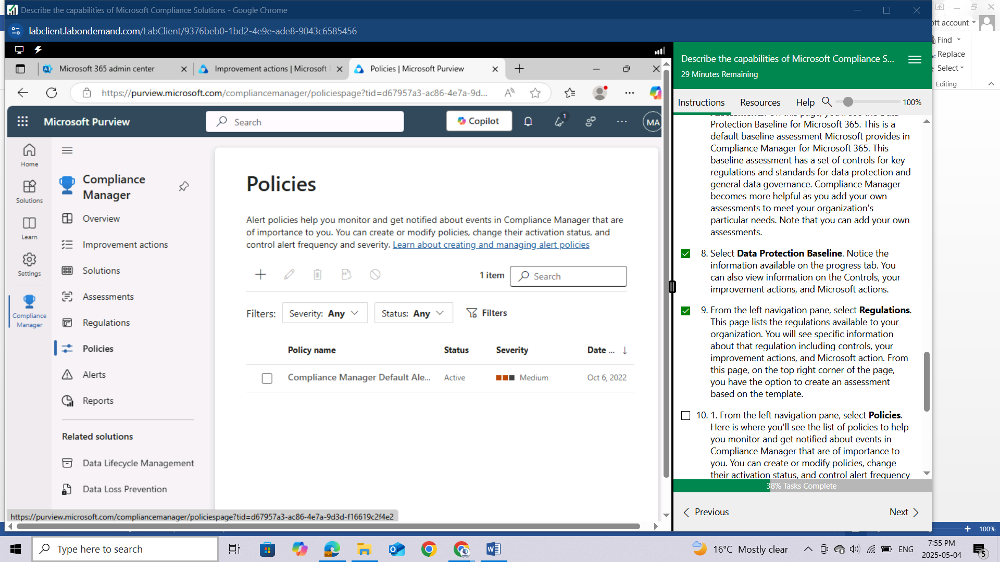 Describe the capabilities of Microsoft Compliance Solutions - Google Chrome
labclient.labondemand.com/LabClient/9376beb0-1bd2-4e9e-ade8-9043c6585456
Microsoft 365 admin center
Improvement actions | Microsoft
Policies | Microsoft Purview
https://purview.microsoft.com/compliancemanager/policiespage?tid=d67957a3-ac86-4e7a-9d...
Microsoft Purview
Search
Copilot
1
MA
Home
Solutions
Learn
Settings
Compliance
Manager
Compliance
Manager
Overview
Improvement actions
Solutions
Assessments
Regulations
Policies
Alerts
Reports
Related solutions
Data Lifecycle Management
Data Loss Prevention
Policies
Alert policies help you monitor and get notified about events in Compliance Manager that are
of importance to you. You can create or modify policies, change their activation status, and
control alert frequency and severity. Learn about creating and managing alert policies
1 item
Search
Filters:
Severity: Any
Status: Any
Filters
Policy name Status Severity Date ...
Compliance Manager Default Ale... Active Medium Oct 6, 2022
https://purview.microsoft.com/compliancemanager/policiespage?tid=d67957a3-ac86-4e7a-9d3d-f16619c2f4e2
Describe the capabilities of Microsoft Compliance S...
29 Minutes Remaining
Instructions
Resources
Help
100%
Protection Baseline for Microsoft 365. This is a
default baseline assessment Microsoft provides in
Compliance Manager for Microsoft 365. This
baseline assessment has a set of controls for key
regulations and standards for data protection and
general data governance. Compliance Manager
becomes more helpful as you add your own
assessments to meet your organization's
particular needs. Note that you can add your own
assessments.
8. Select Data Protection Baseline. Notice the
information available on the progress tab. You
can also view information on the Controls, your
improvement actions, and Microsoft actions.
9. From the left navigation pane, select Regulations.
This page lists the regulations available to your
organization. You will see specific information
about that regulation including controls, your
improvement actions, and Microsoft action. From
this page, on the top right corner of the page,
you have the option to create an assessment
based on the template.
10. 1. From the left navigation pane, select Policies.
Here is where you'll see the list of policies to help
you monitor and get notified about events in
Compliance Manager that are of importance to
you. You can create or modify policies, change
their activation status, and control alert frequency
38% Tasks Complete
Previous
Next
account
Find
Replace
Select
Editing
100%
Type here to search
16°C Mostly clear
ENG
7:55 PM
2025-05-04
5